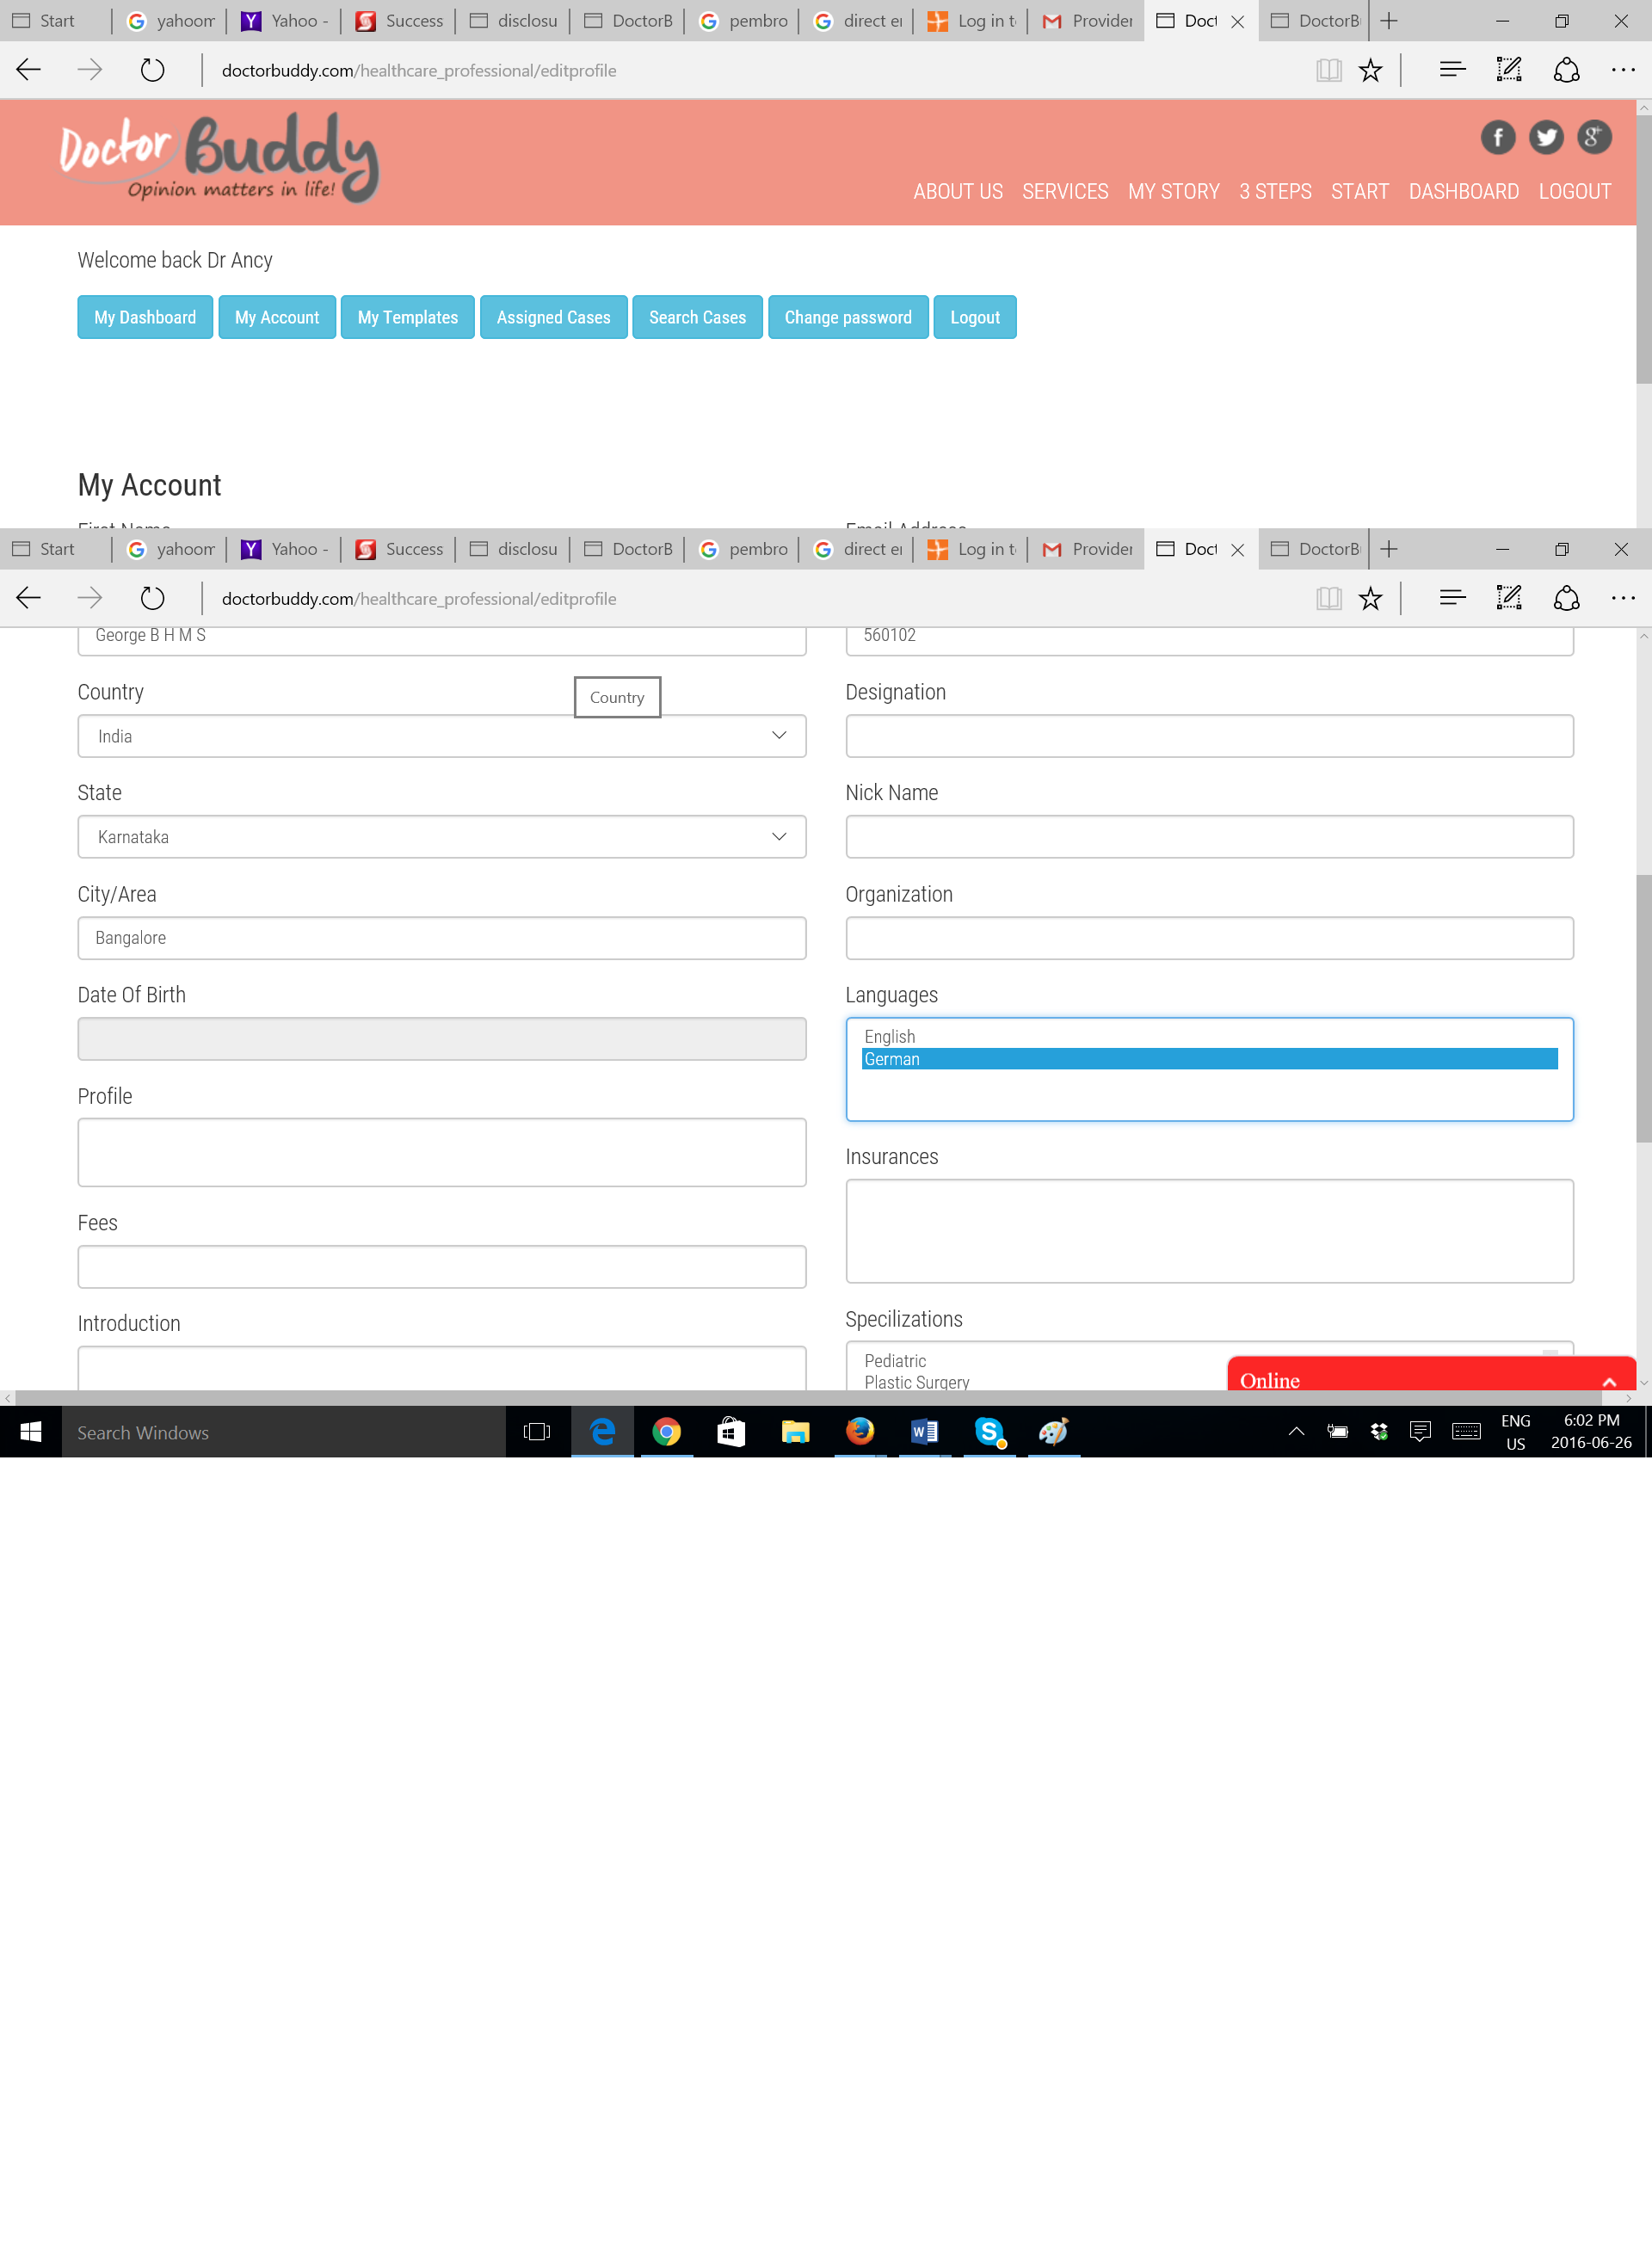 Start yahoom Yahoo - Success disclosu DoctorB pembro direct er Log in t Provider Doct DoctorB
doctorbuddy.com/healthcare_professional/editprofile
Doctor Buddy
Opinion matters in life!
ABOUT US SERVICES MY STORY 3 STEPS START DASHBOARD LOGOUT
Welcome back Dr Ancy
My Dashboard My Account My Templates Assigned Cases Search Cases Change password Logout
My Account
First Name Email Address
Start yahoom Yahoo - Success disclosu DoctorB pembro direct er Log in t Provider Doct DoctorB
doctorbuddy.com/healthcare_professional/editprofile
George B H M S 560102
Country Country Designation
India
State Nick Name
Karnataka
City/Area Organization
Bangalore
Date Of Birth Languages
English
German
Profile
Insurances
Fees
Introduction Specilizations
Pediatric
Plastic Surgery
Online
Search Windows ENG 6:02 PM
US 2016-06-26